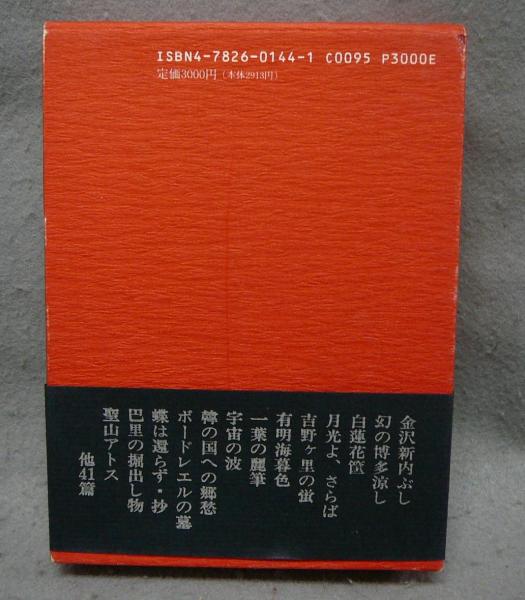 ISBN4-7826-0144-1 C0095 P3000E
定価3000円(本体2913円)
金沢新内ぶし
幻の博多涼し
白蓮花筐
月光よ、さらば
吉野ヶ里の蛍
有明海暮色
一葉の麗筆
宇宙の波
韓の国への郷愁
ボードレエルの墓
蝶は還らず・抄
巴里の掘出し物
聖山アトス
他41篇